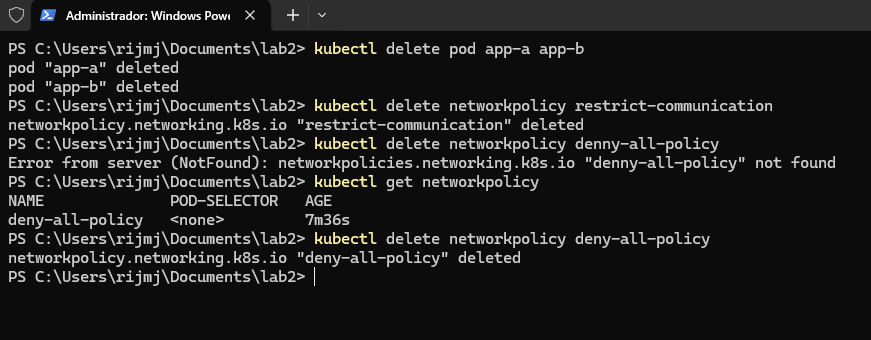 Administrador: Windows Pow
PS C:\Users\rijmj\Documents\lab2> kubectl delete pod app-a app-b
pod "app-a" deleted
pod "app-b" deleted
PS C:\Users\rijmj\Documents\lab2> kubectl delete networkpolicy restrict-communication
networkpolicy.networking.k8s.io "restrict-communication" deleted
PS C:\Users\rijmj\Documents\lab2> kubectl delete networkpolicy denny-all-policy
Error from server (NotFound): networkpolicies.networking.k8s.io "denny-all-policy" not found
PS C:\Users\rijmj\Documents\lab2> kubectl get networkpolicy
NAME              POD-SELECTOR   AGE
deny-all-policy   <none>         7m36s
PS C:\Users\rijmj\Documents\lab2> kubectl delete networkpolicy deny-all-policy
networkpolicy.networking.k8s.io "deny-all-policy" deleted
PS C:\Users\rijmj\Documents\lab2>